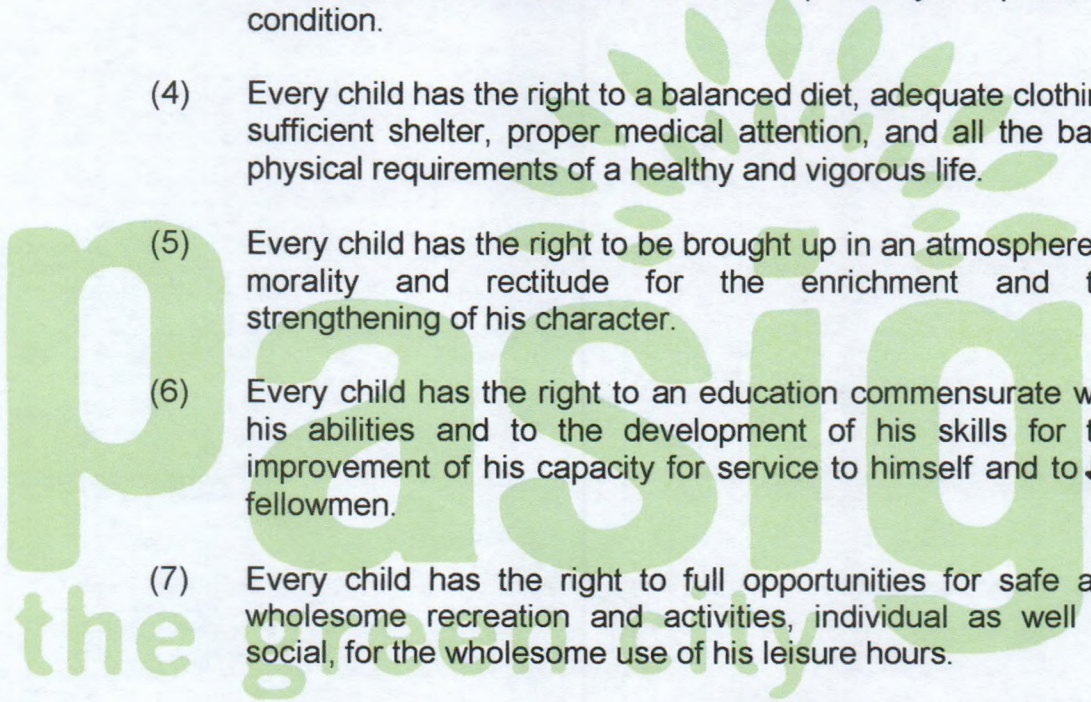 condition.
(4) Every child has the right to a balanced diet, adequate clothin
sufficient shelter, proper medical attention, and all the ba
physical requirements of a healthy and vigorous life.
(5) Every child has the right to be brought up in an atmosphere
morality and rectitude for the enrichment and t
strengthening of his character.
(6) Every child has the right to an education commensurate w
his abilities and to the development of his skills for t
improvement of his capacity for service to himself and to
fellowmen.
(7) Every child has the right to full opportunities for safe a
wholesome recreation and activities, individual as well
social, for the wholesome use of his leisure hours.
pasig
the green city